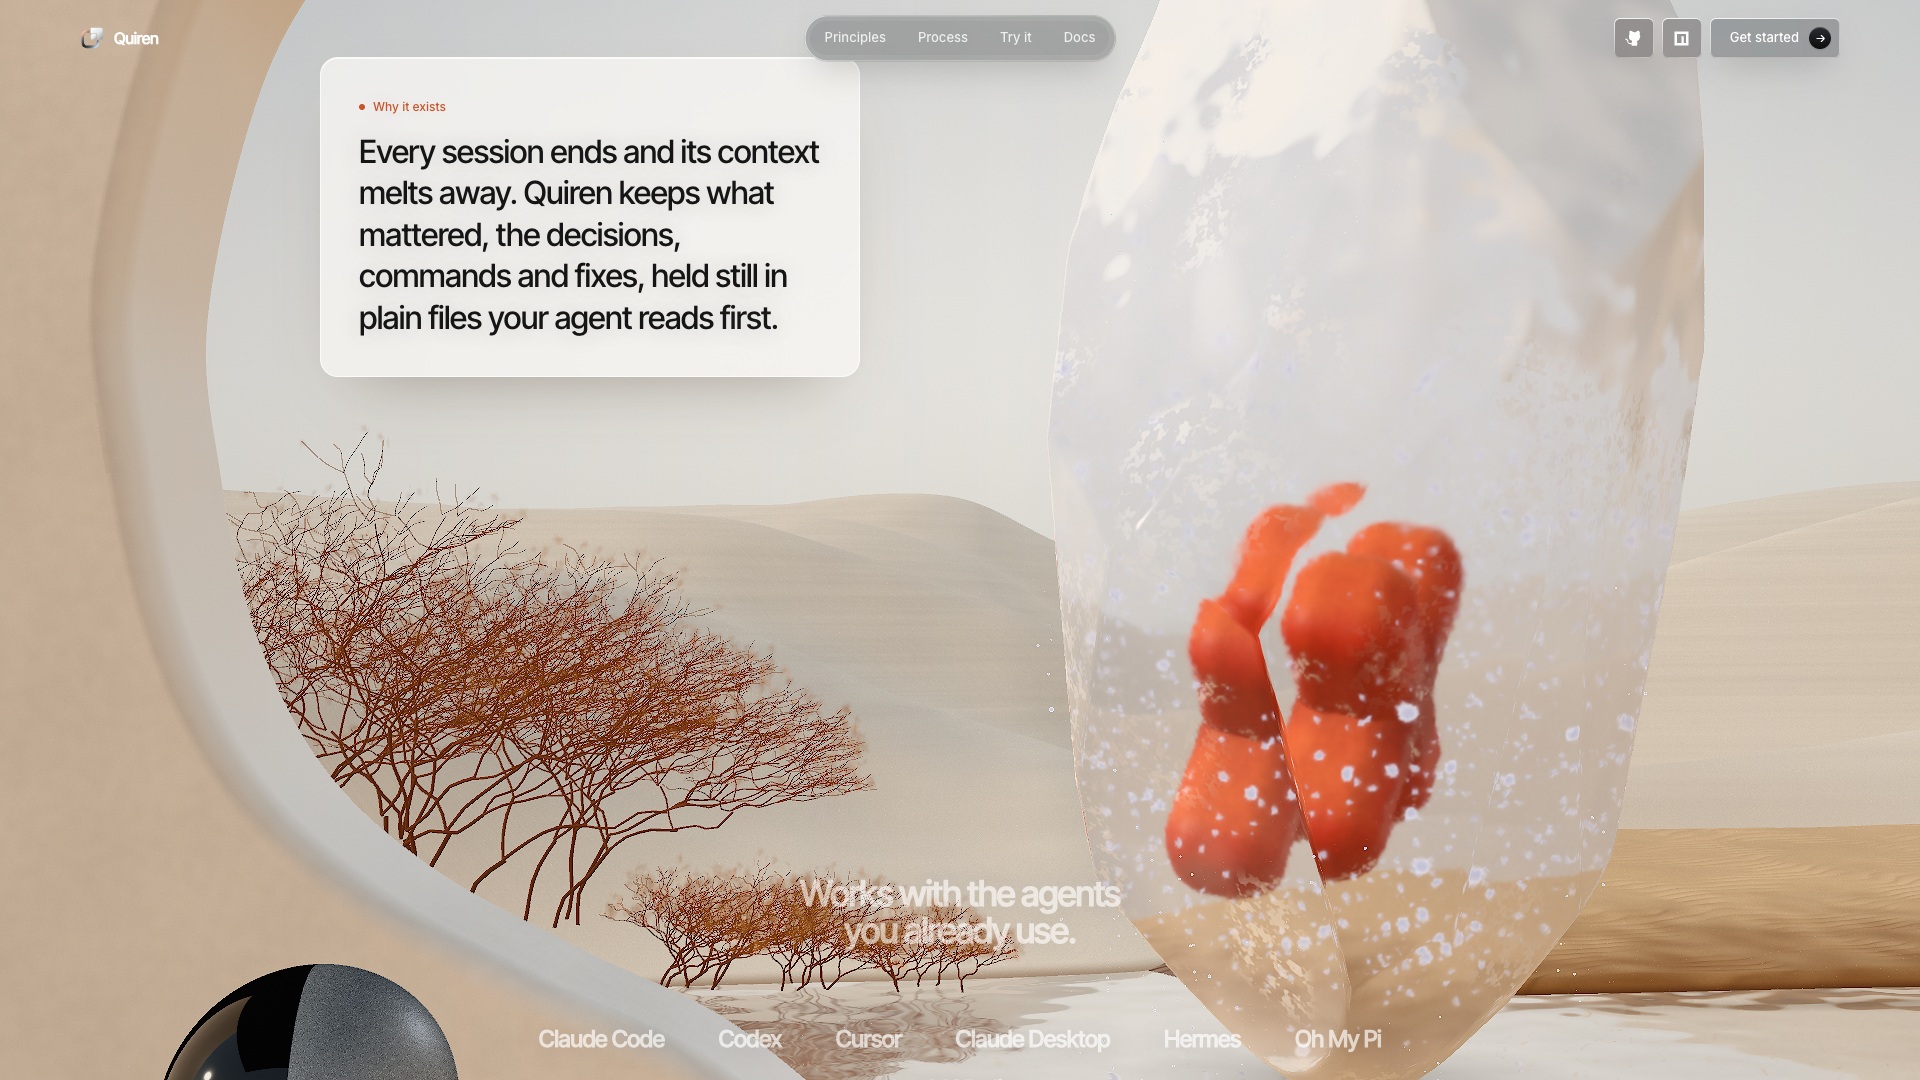 Quiren
Principles
Process
Try it
Docs
Get started
Why it exists
Every session ends and its context
melts away. Quiren keeps what
mattered, the decisions,
commands and fixes, held still in
plain files your agent reads first.
Works with the agents
you already use.
Claude Code
Codex
Cursor
Claude Desktop
Hermes
Oh My Pi